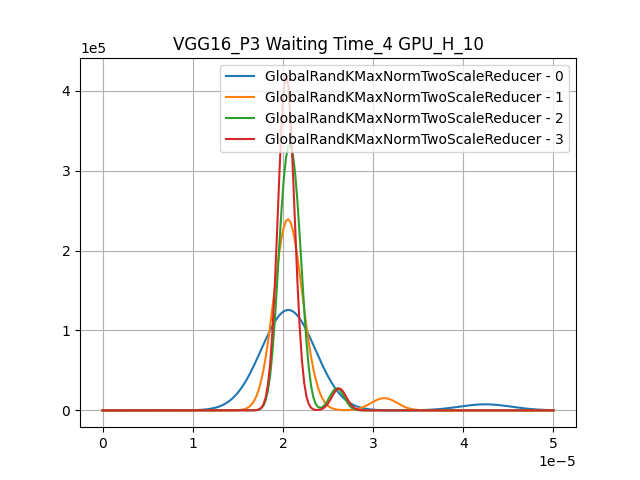 VGG16_P3 Waiting Time_4 GPU_H_10
1e5
GlobalRandKMaxNormTwoScaleReducer - 0
GlobalRandKMaxNormTwoScaleReducer - 1
GlobalRandKMaxNormTwoScaleReducer - 2
GlobalRandKMaxNormTwoScaleReducer - 3
4
3
2
1
0
0 1 2 3 4 5
1e−5